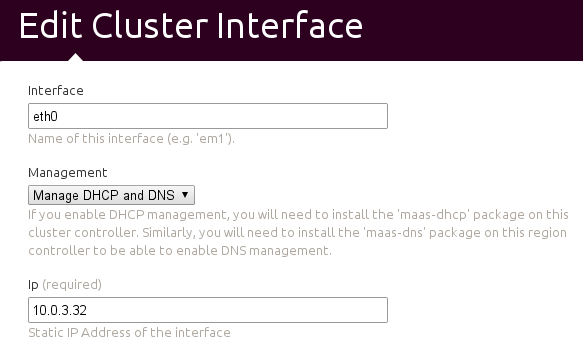 Edit Cluster Interface
Interface
eth0
Name of this interface (e.g. 'em1').
Management
Manage DHCP and DNS
If you enable DHCP management, you will need to install the 'maas-dhcp' package on this
cluster controller. Similarly, you will need to install the 'maas-dns' package on this region
controller to be able to enable DNS management.
Ip (required)
10.0.3.32
Static IP Address of the interface